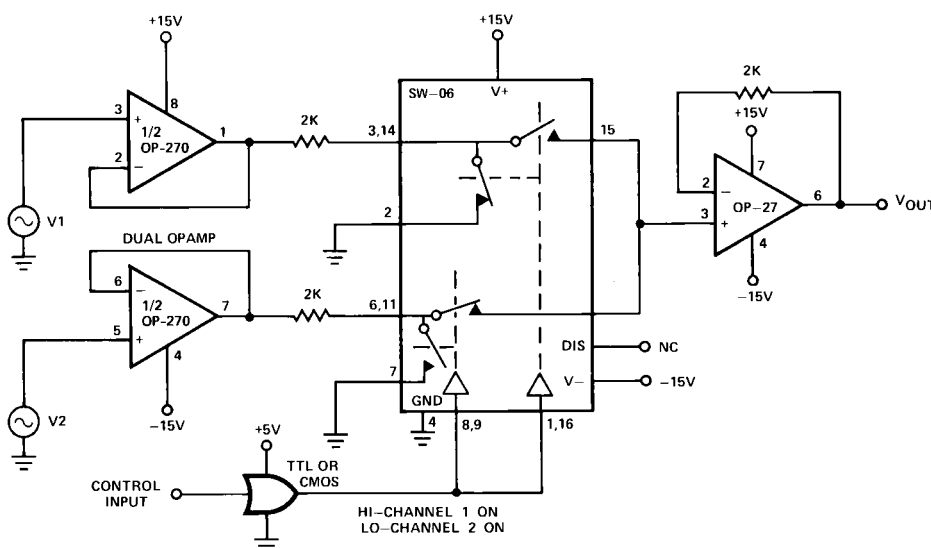 +15V
+15V
8
3
+
1/2
OP-270
1
2
−
2K
3,14
SW-06
V+
15
2K
+15V
7
2
−
OP-27
6
VOUT
3
+
4
−15V
V1
2
DUAL OPAMP
6
−
1/2
OP-270
7
2K
6,11
5
+
4
−15V
V2
7
GND
4
8,9
1,16
DIS
NC
V−
−15V
+5V
CONTROL
INPUT
TTL OR
CMOS
HI-CHANNEL 1 ON
LO-CHANNEL 2 ON